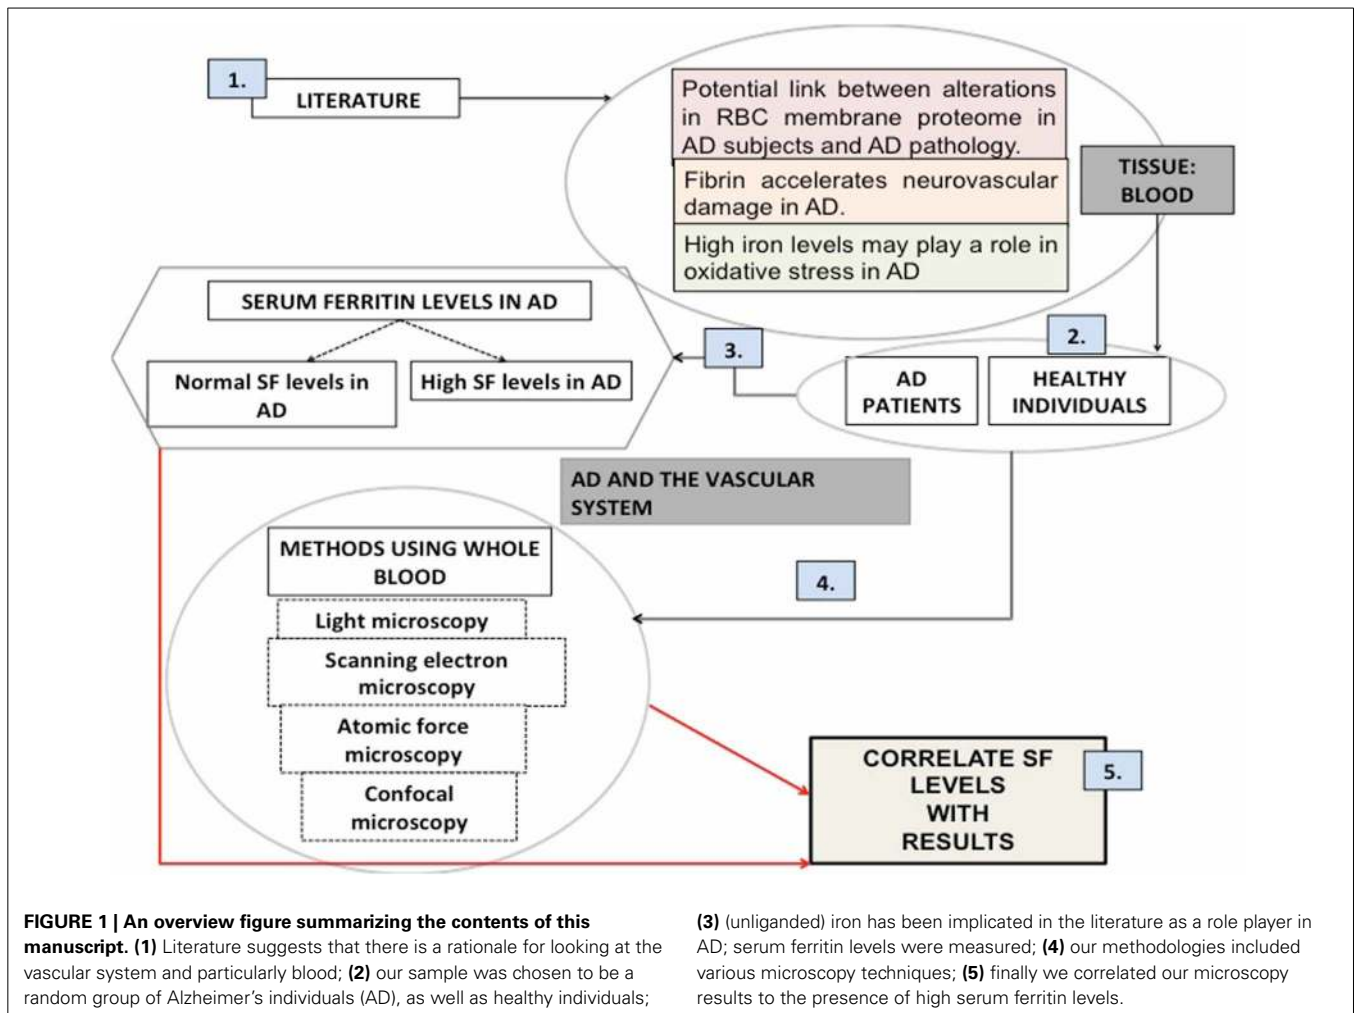 1.
LITERATURE
Potential link between alterations
in RBC membrane proteome in
AD subjects and AD pathology.
Fibrin accelerates neurovascular
damage in AD.
High iron levels may play a role in
oxidative stress in AD
TISSUE:
BLOOD
2.
AD
PATIENTS
HEALTHY
INDIVIDUALS
3.
SERUM FERRITIN LEVELS IN AD
Normal SF levels in
AD
High SF levels in AD
AD AND THE VASCULAR
SYSTEM
4.
METHODS USING WHOLE
BLOOD
Light microscopy
Scanning electron
microscopy
Atomic force
microscopy
Confocal
microscopy
CORRELATE SF
LEVELS
WITH
RESULTS
5.
FIGURE 1 | An overview figure summarizing the contents of this
manuscript. (1) Literature suggests that there is a rationale for looking at the
vascular system and particularly blood; (2) our sample was chosen to be a
random group of Alzheimer's individuals (AD), as well as healthy individuals;
(3) (unliganded) iron has been implicated in the literature as a role player in
AD; serum ferritin levels were measured; (4) our methodologies included
various microscopy techniques; (5) finally we correlated our microscopy
results to the presence of high serum ferritin levels.